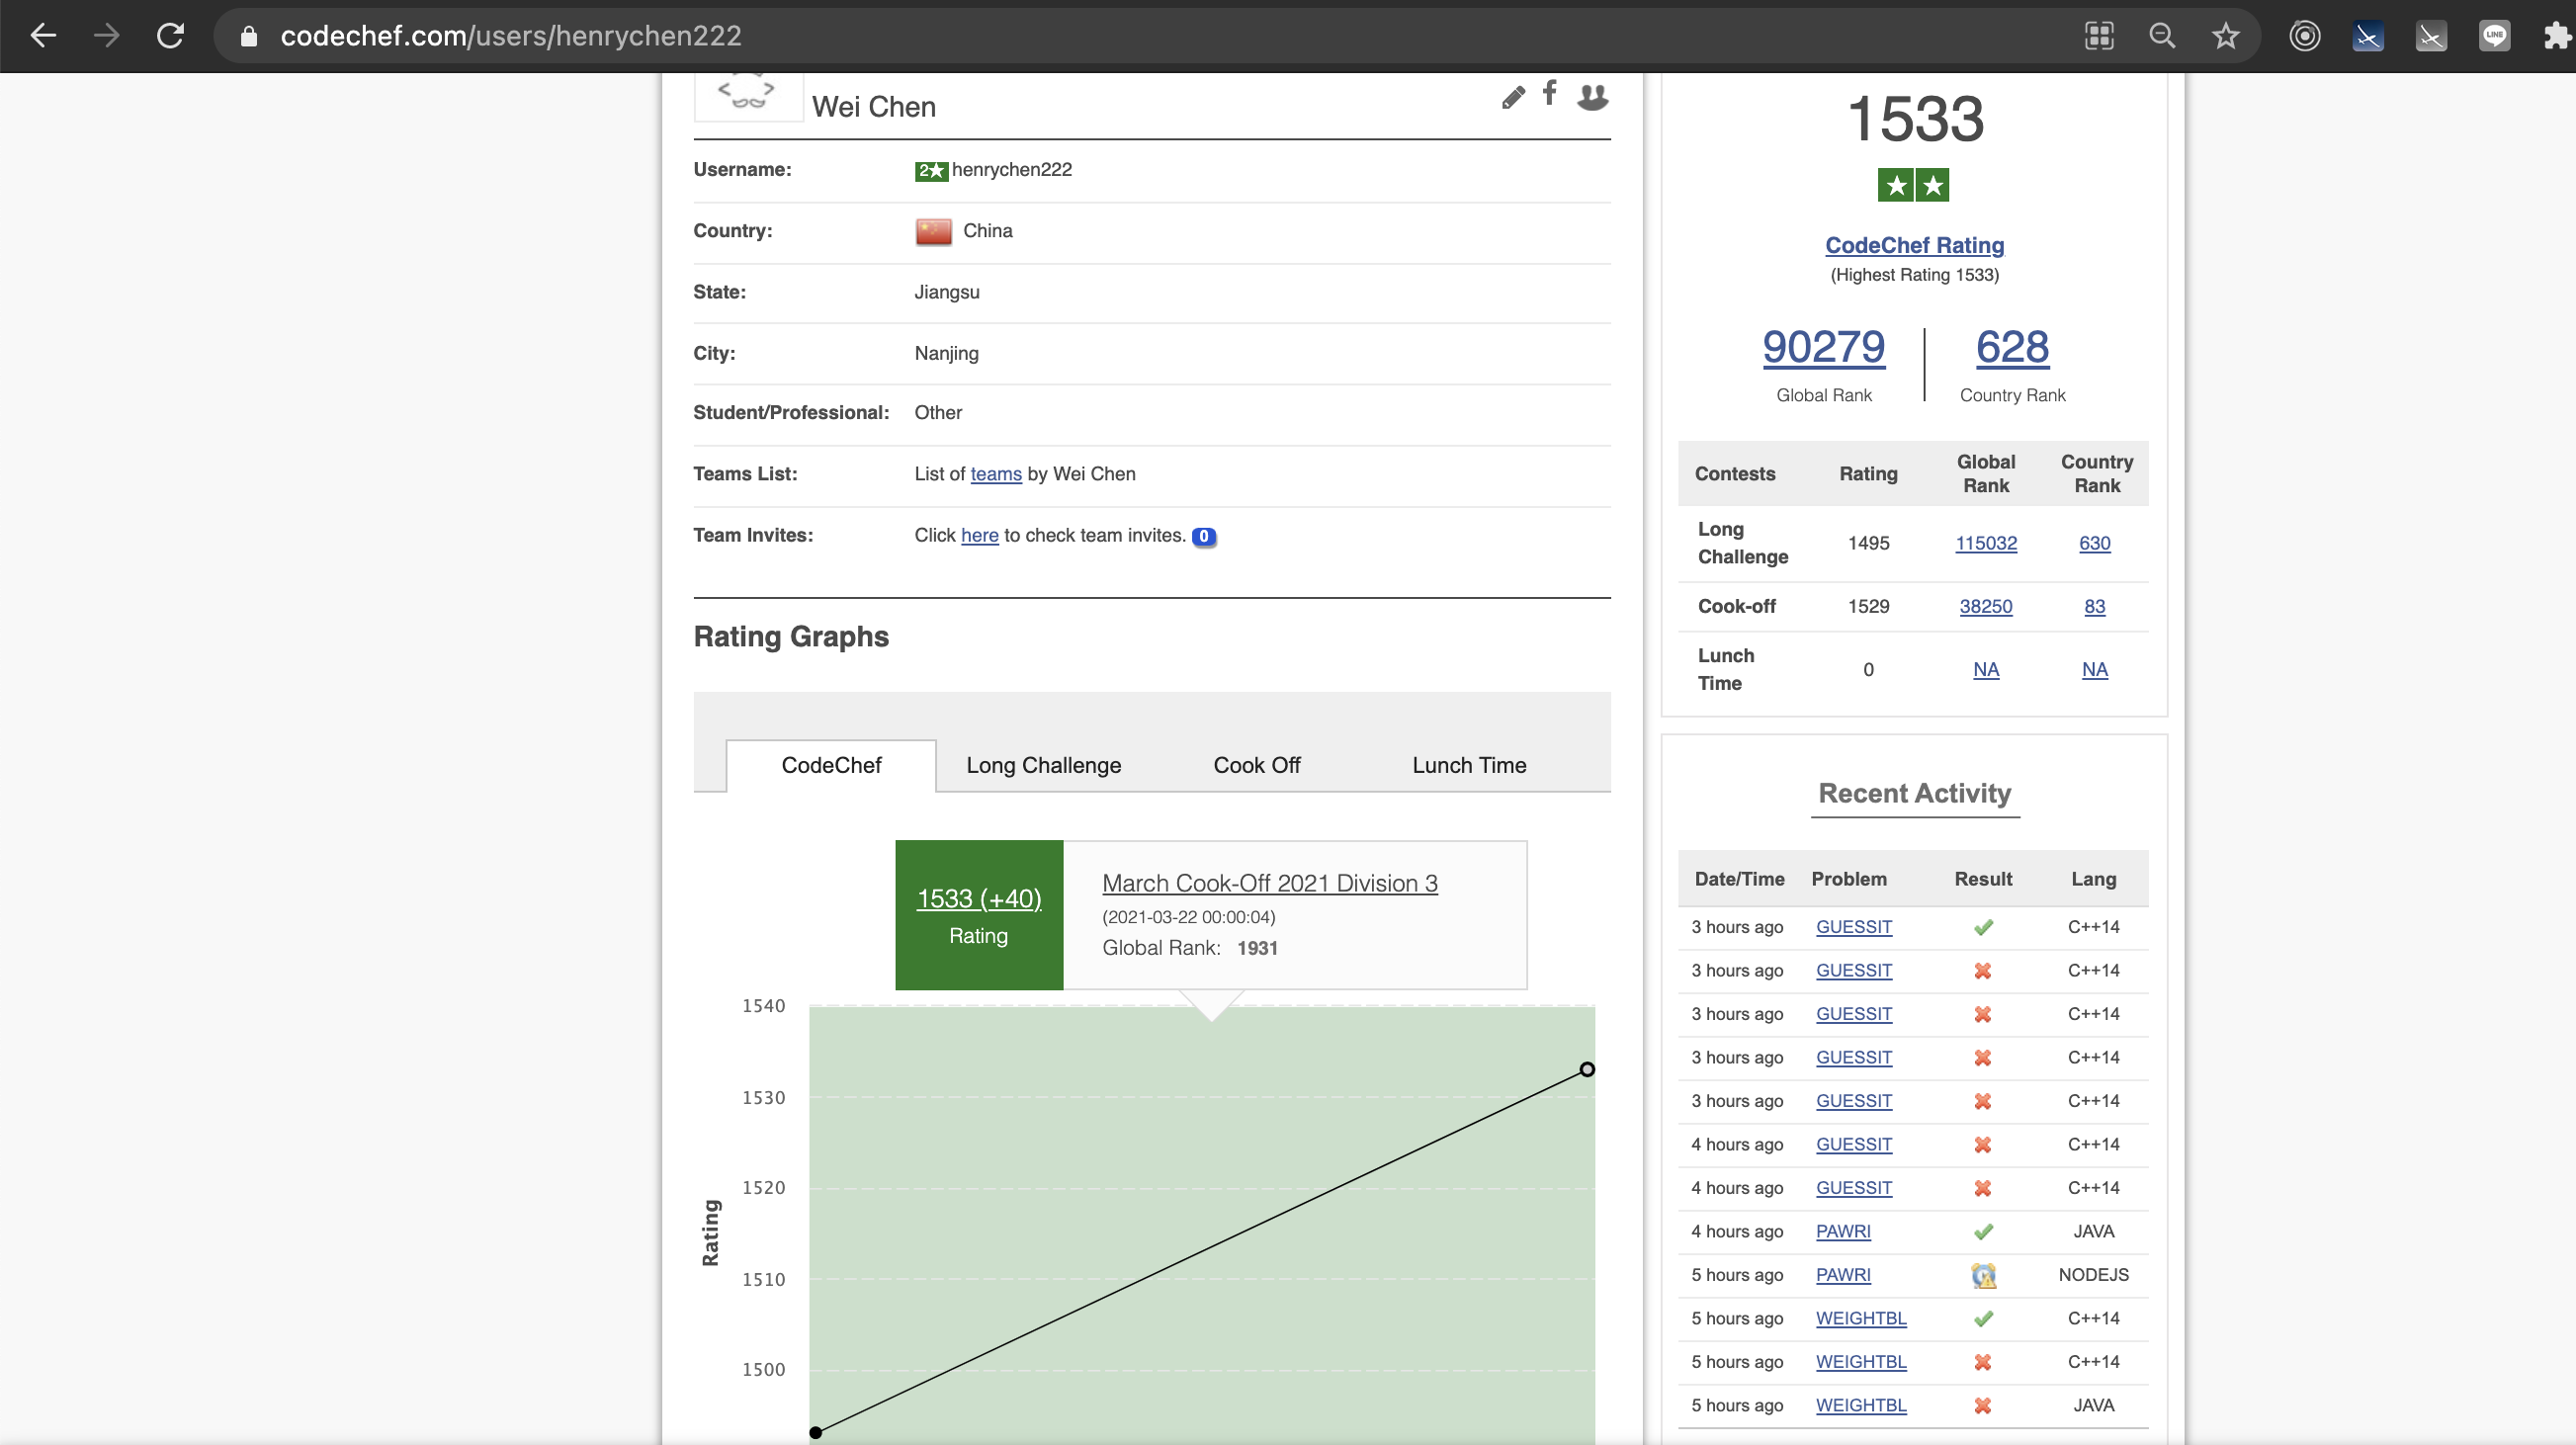 codechef.com/users/henrychen222
LINE
Wei Chen
Username: 2★ henrychen222
Country: China
State: Jiangsu
City: Nanjing
Student/Professional: Other
Teams List: List of teams by Wei Chen
Team Invites: Click here to check team invites. 0
Rating Graphs
CodeChef Long Challenge Cook Off Lunch Time
1533 (+40)
Rating
March Cook-Off 2021 Division 3
(2021-03-22 00:00:04)
Global Rank: 1931
1540
1530
1520
1510
1500
Rating
1533
★★
CodeChef Rating
(Highest Rating 1533)
90279 628
Global Rank Country Rank
Contests Rating Global Rank Country Rank
Long Challenge 1495 115032 630
Cook-off 1529 38250 83
Lunch Time 0 NA NA
Recent Activity
Date/Time Problem Result Lang
3 hours ago GUESSIT C++14
3 hours ago GUESSIT C++14
3 hours ago GUESSIT C++14
3 hours ago GUESSIT C++14
3 hours ago GUESSIT C++14
4 hours ago GUESSIT C++14
4 hours ago GUESSIT C++14
4 hours ago PAWRI JAVA
5 hours ago PAWRI NODEJS
5 hours ago WEIGHTBL C++14
5 hours ago WEIGHTBL C++14
5 hours ago WEIGHTBL JAVA